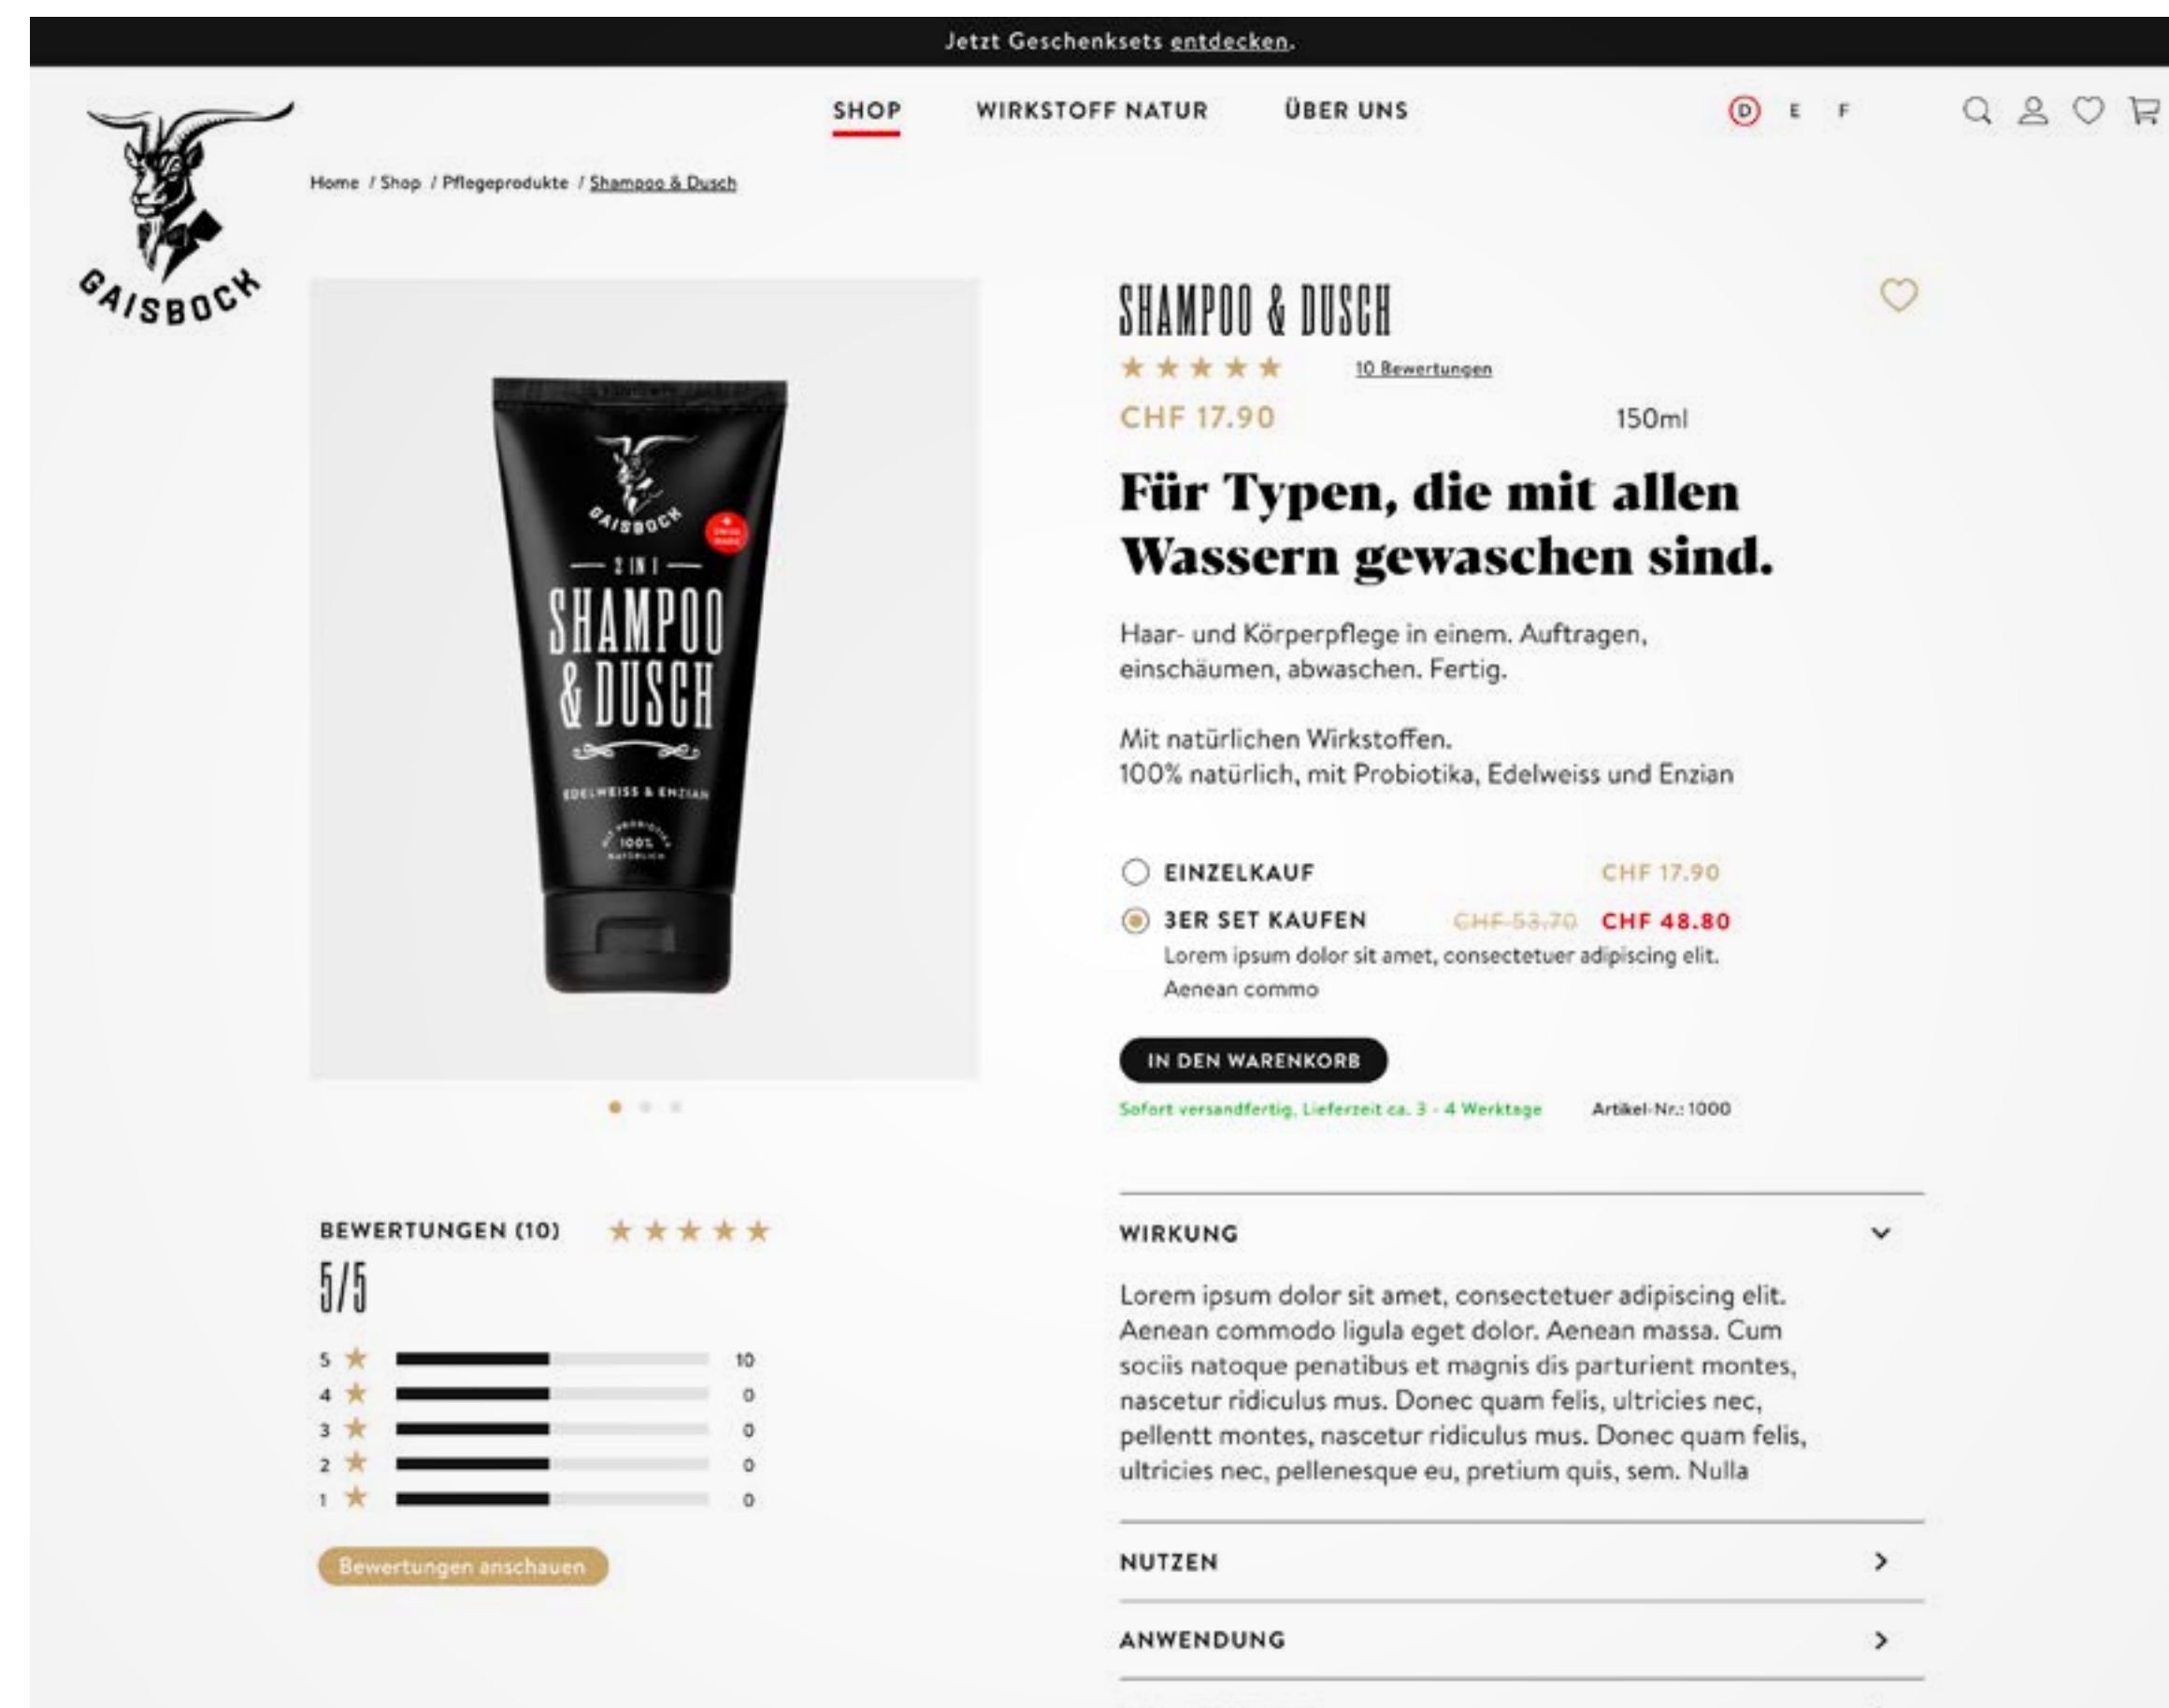 Jetzt Geschenksets entdecken.
SHOP WIRKSTOFF NATUR ÜBER UNS D E F
GAISBOCK
Home / Shop / Pflegeprodukte / Shampoo & Dusch
GAISBOCK
SWISS
MADE
2 IN 1
SHAMPOO
& DUSCH
EDELWEISS & ENZIAN
MIT PROBIOTIKA
100%
NATÜRLICH
SHAMPOO & DUSCH
10 Bewertungen
CHF 17.90 150ml
Für Typen, die mit allen
Wassern gewaschen sind.
Haar- und Körperpflege in einem. Auftragen,
einschäumen, abwaschen. Fertig.
Mit natürlichen Wirkstoffen.
100% natürlich, mit Probiotika, Edelweiss und Enzian
EINZELKAUF CHF 17.90
3ER SET KAUFEN CHF 53.70 CHF 48.80
Lorem ipsum dolor sit amet, consectetuer adipiscing elit.
Aenean commo
IN DEN WARENKORB
Sofort versandfertig, Lieferzeit ca. 3 - 4 Werktage Artikel-Nr.: 1000
BEWERTUNGEN (10)
5/5
5 10
4 0
3 0
2 0
1 0
Bewertungen anschauen
WIRKUNG
Lorem ipsum dolor sit amet, consectetuer adipiscing elit.
Aenean commodo ligula eget dolor. Aenean massa. Cum
sociis natoque penatibus et magnis dis parturient montes,
nascetur ridiculus mus. Donec quam felis, ultricies nec,
pellentt montes, nascetur ridiculus mus. Donec quam felis,
ultricies nec, pellenesque eu, pretium quis, sem. Nulla
NUTZEN
ANWENDUNG